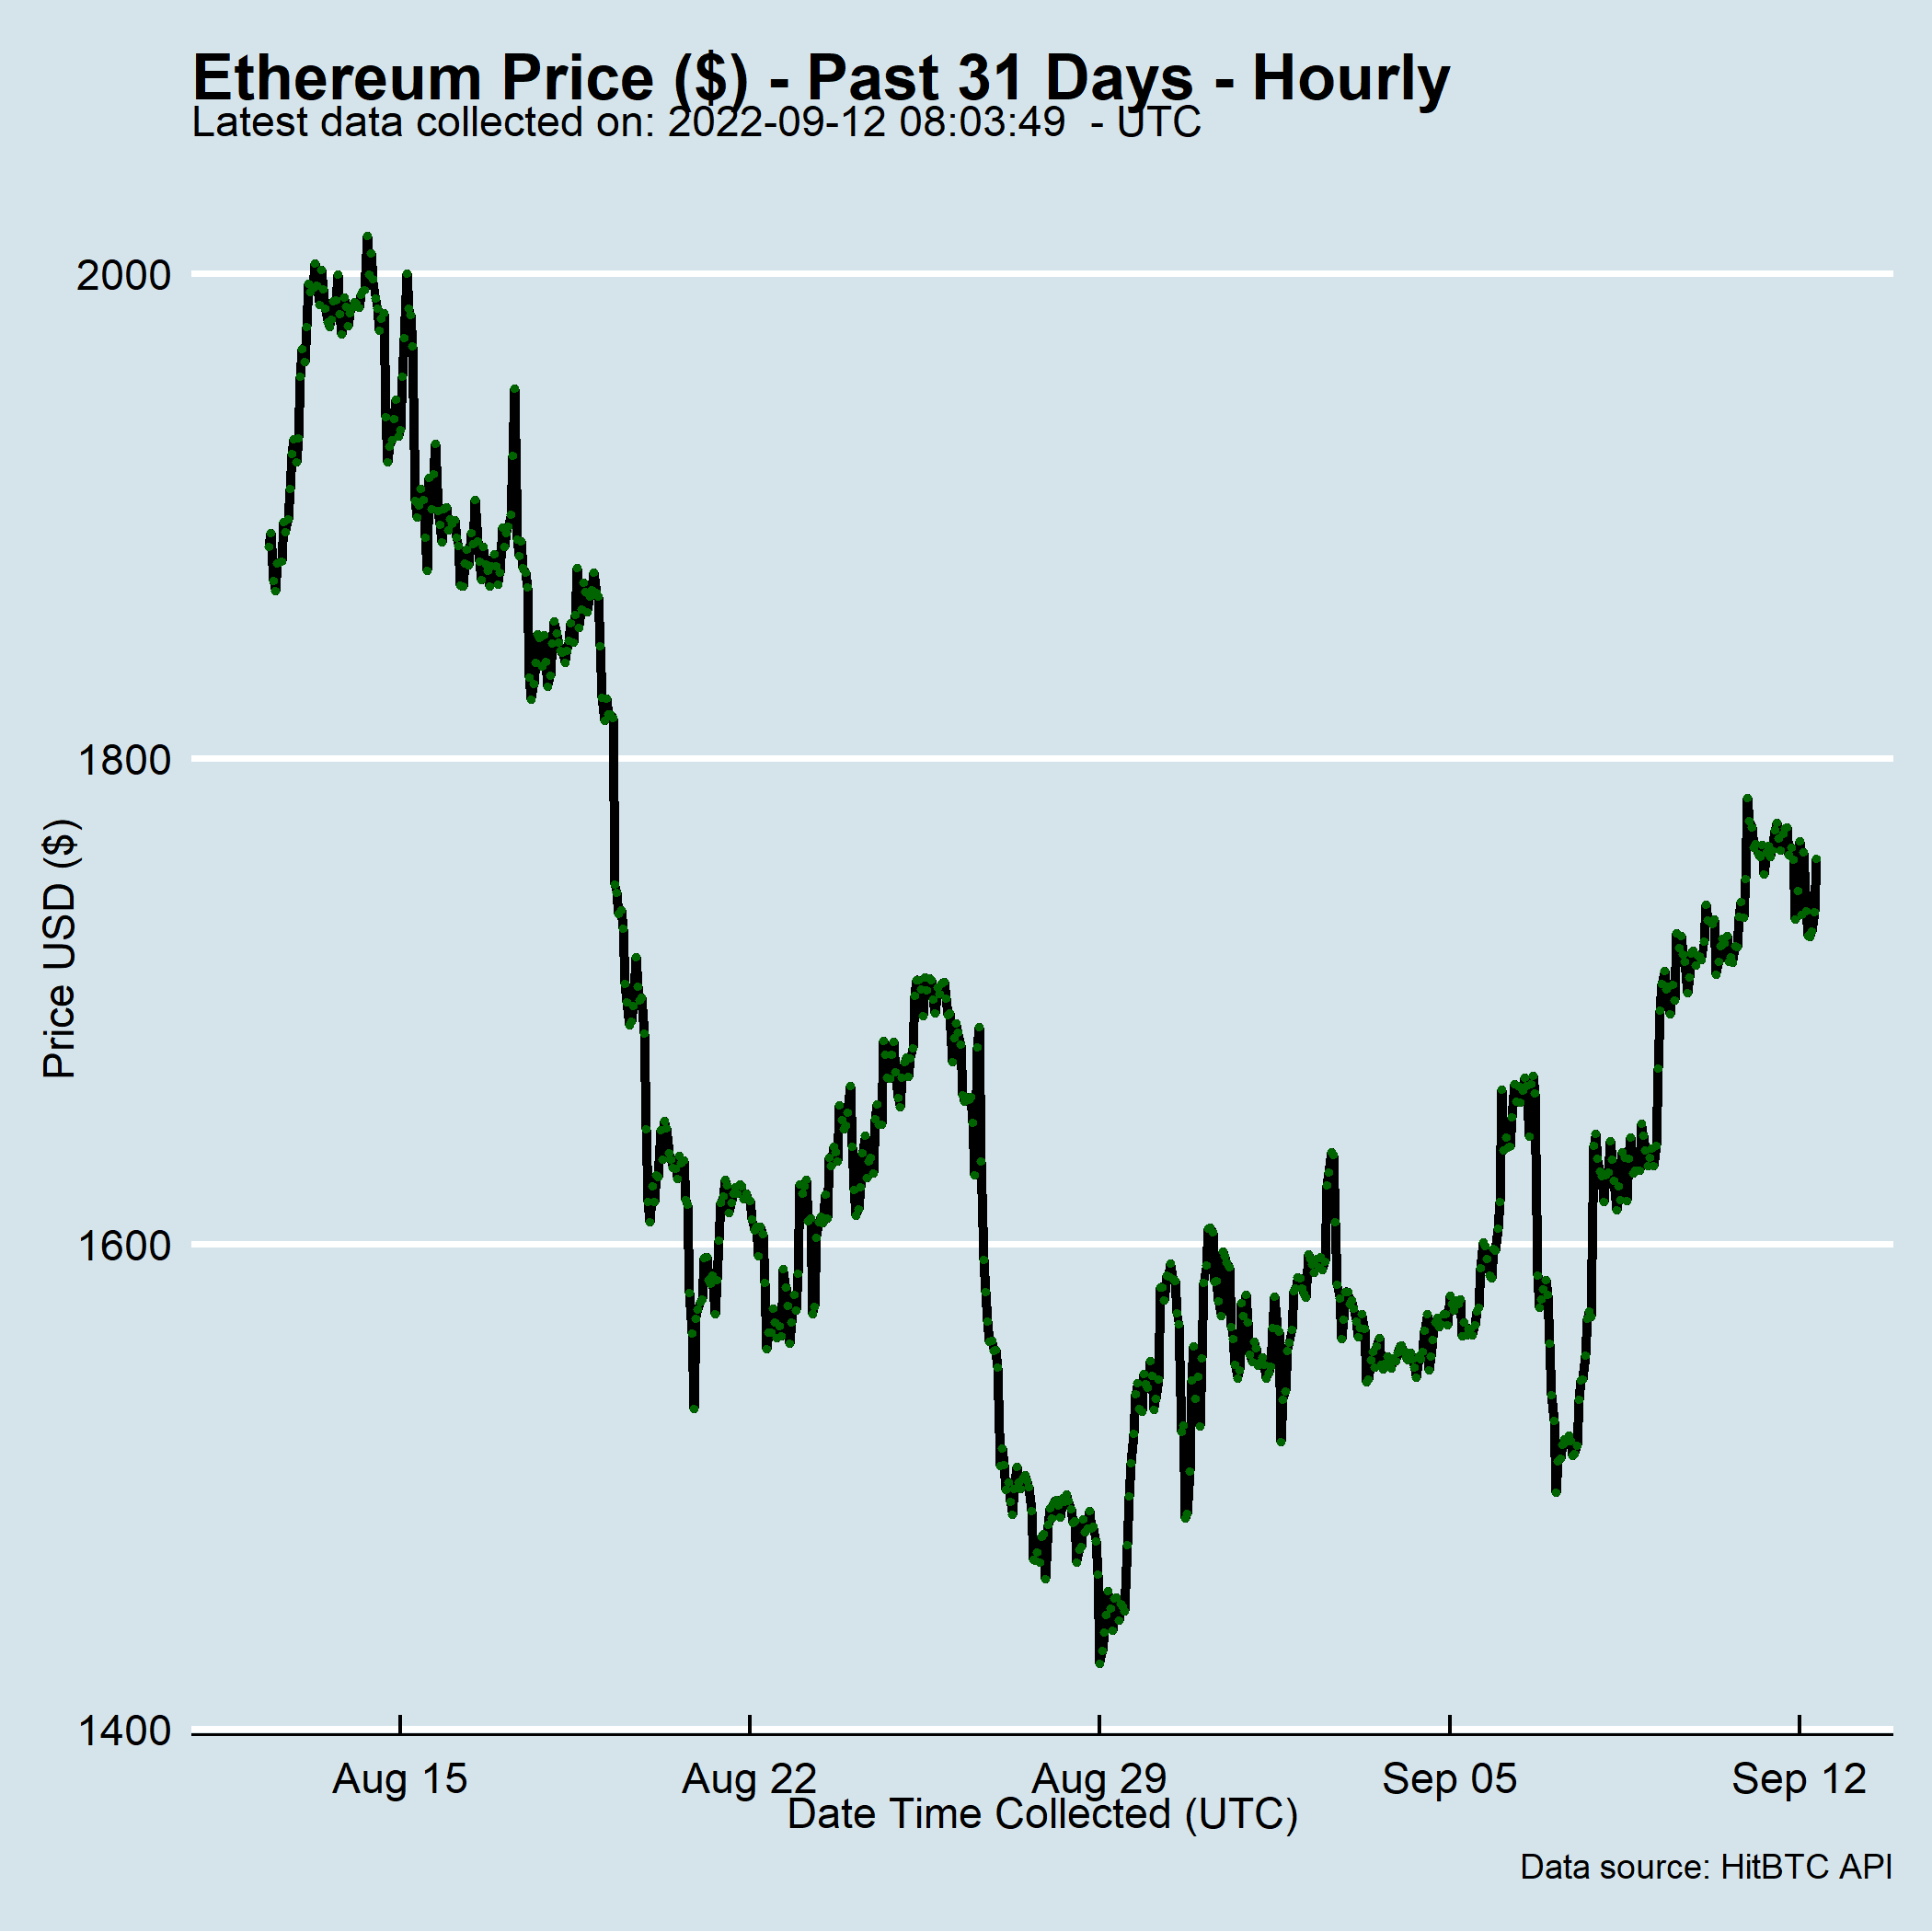 Ethereum Price ($) - Past 31 Days - Hourly
Latest data collected on: 2022-09-12 08:03:49  - UTC
2000
1800
1600
1400
Price USD ($)
Aug 15
Aug 22
Aug 29
Sep 05
Sep 12
Date Time Collected (UTC)
Data source: HitBTC API